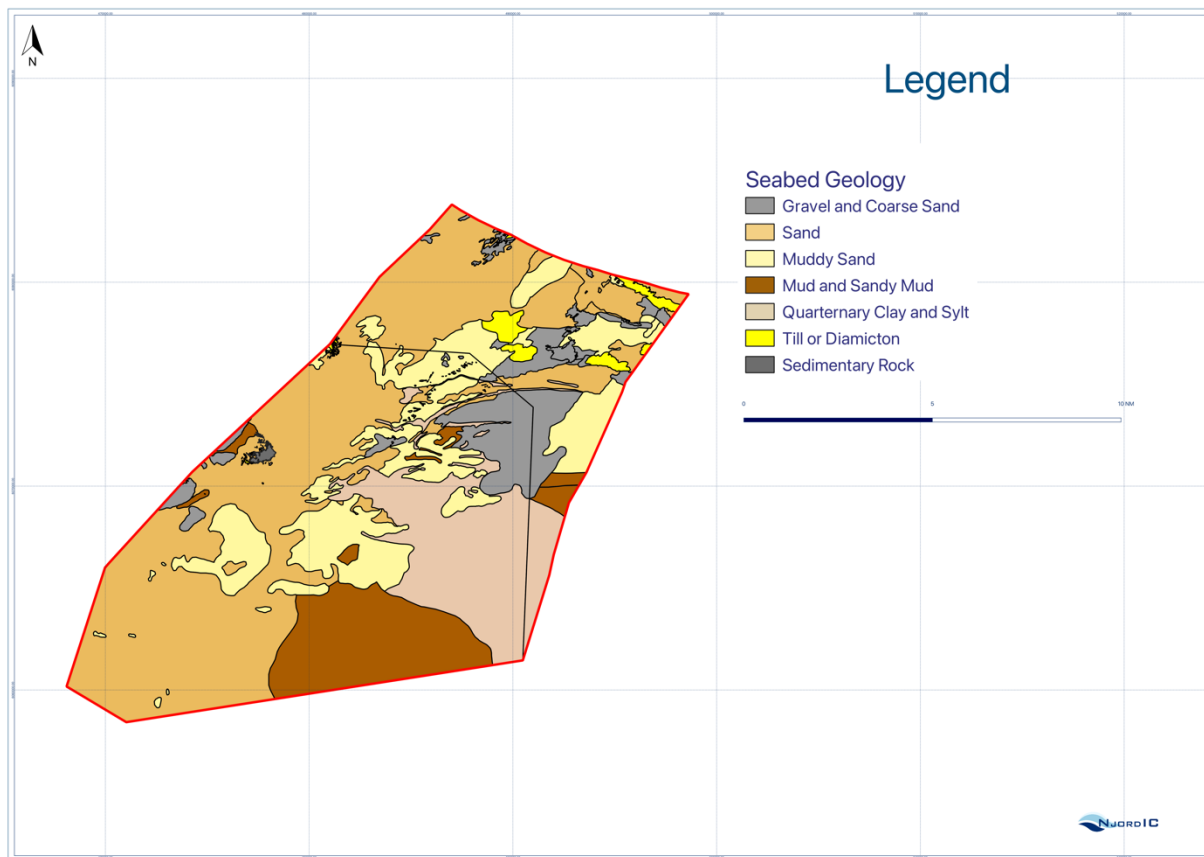 N
Legend
Seabed Geology
Gravel and Coarse Sand
Sand
Muddy Sand
Mud and Sandy Mud
Quarternary Clay and Sylt
Till or Diamicton
Sedimentary Rock
0 5 10 NM
NJORDIC